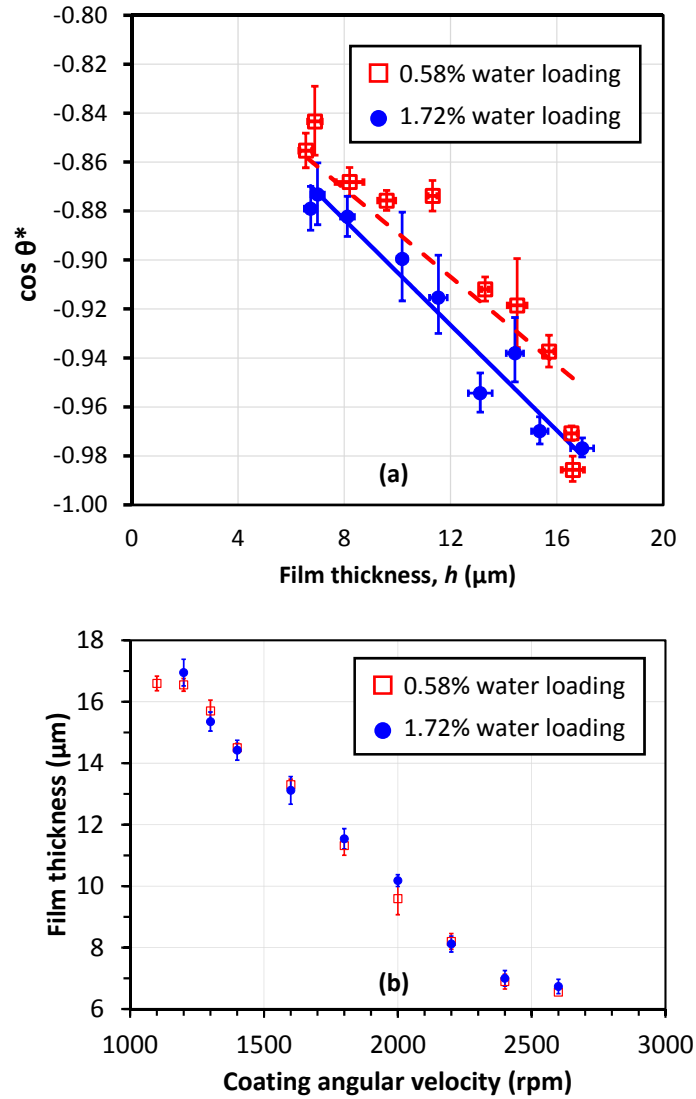 -0.80
-0.82
-0.84
-0.86
-0.88
-0.90
-0.92
-0.94
-0.96
-0.98
-1.00
cos θ*
0.58% water loading
1.72% water loading
(a)
0 4 8 12 16 20
Film thickness, h (µm)
18
16
14
12
10
8
6
Film thickness (µm)
0.58% water loading
1.72% water loading
(b)
1000 1500 2000 2500 3000
Coating angular velocity (rpm)